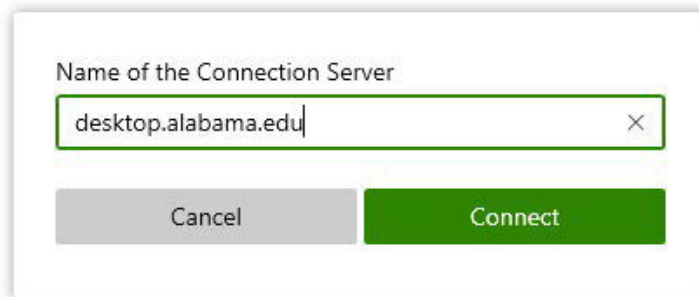 Name of the Connection Server
desktop.alabama.edu
Cancel
Connect